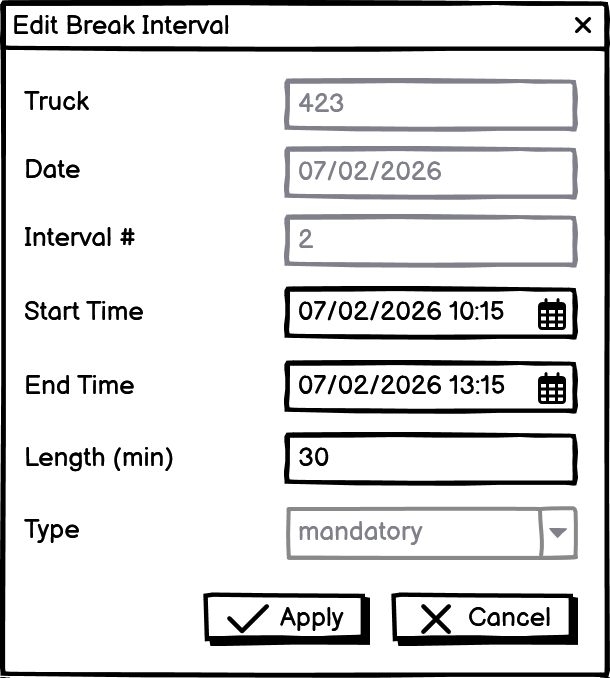 Edit Break Interval
Truck 423
Date 07/02/2026
Interval # 2
Start Time 07/02/2026 10:15
End Time 07/02/2026 13:15
Length (min) 30
Type mandatory
Apply Cancel